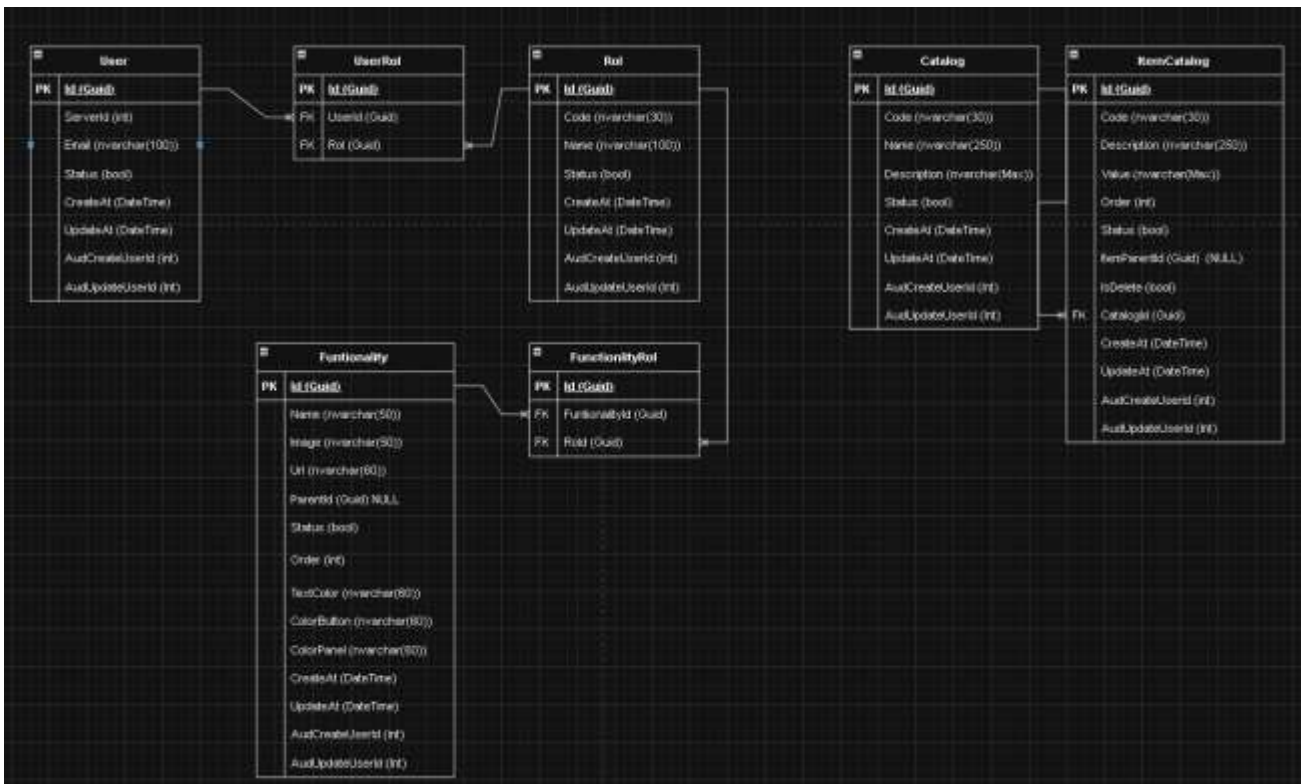 User
PK Id (Guid)
ServerId (int)
Email (nvarchar(100))
Status (bool)
CreateAt (DateTime)
UpdateAt (DateTime)
AudCreateUserId (int)
AudUpdateUserId (Int)
UserRol
PK Id (Guid)
FK UserId (Guid)
FK Rol (Guid)
Rol
PK Id (Guid)
Code (nvarchar(30))
Name (nvarchar(100))
Status (bool)
CreateAt (DateTime)
UpdateAt (DateTime)
AudCreateUserId (int)
AudUpdateUserId (Int)
Catalog
PK Id (Guid)
Code (nvarchar(30))
Name (nvarchar(250))
Description (nvarchar(Max))
Status (bool)
CreateAt (DateTime)
UpdateAt (DateTime)
AudCreateUserId (Int)
AudUpdateUserId (Int)
ItemCatalog
PK Id (Guid)
Code (nvarchar(30))
Description (nvarchar(250))
Value (nvarchar(Max))
Order (int)
Status (bool)
ItemParentId (Guid) (NULL)
IsDelete (bool)
FK CatalogId (Guid)
CreateAt (DateTime)
UpdateAt (DateTime)
AudCreateUserId (int)
AudUpdateUserId (Int)
Funtionality
PK Id (Guid)
Name (nvarchar(50))
Image (nvarchar(50))
Url (nvarchar(60))
ParentId (Guid) NULL
Status (bool)
Order (int)
TextColor (nvarchar(60))
ColorButton (nvarchar(60))
ColorPanel (nvarchar(60))
CreateAt (DateTime)
UpdateAt (DateTime)
AudCreateUserId (int)
AudUpdateUserId (Int)
FunctionlityRol
PK Id (Guid)
FK FuntionalityId (Guid)
FK RolId (Guid)